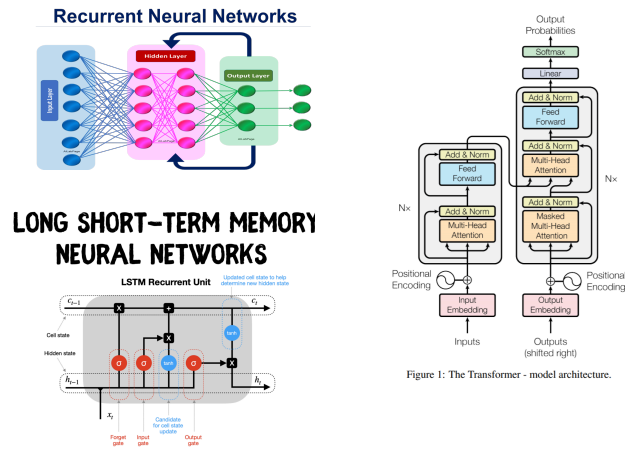 Recurrent Neural Networks
Hidden Layer
Output Layer
Input Layer
LONG SHORT-TERM MEMORY
NEURAL NETWORKS
LSTM Recurrent Unit
Updated cell state to help
determine new hidden state
c_{t-1}
c_t
Cell state
Hidden state
X
+
X
tanh
σ
σ
tanh
σ
X
h_{t-1}
h_t
x_t
Forget
gate
Input
gate
Candidate
for cell state
update
Output
gate
Output
Probabilities
Softmax
Linear
Add & Norm
Feed
Forward
Add & Norm
Multi-Head
Attention
Add & Norm
Feed
Forward
N×
Add & Norm
Multi-Head
Attention
N×
Add & Norm
Masked
Multi-Head
Attention
Positional
Encoding
Positional
Encoding
Input
Embedding
Output
Embedding
Inputs
Outputs
(shifted right)
Figure 1: The Transformer - model architecture.